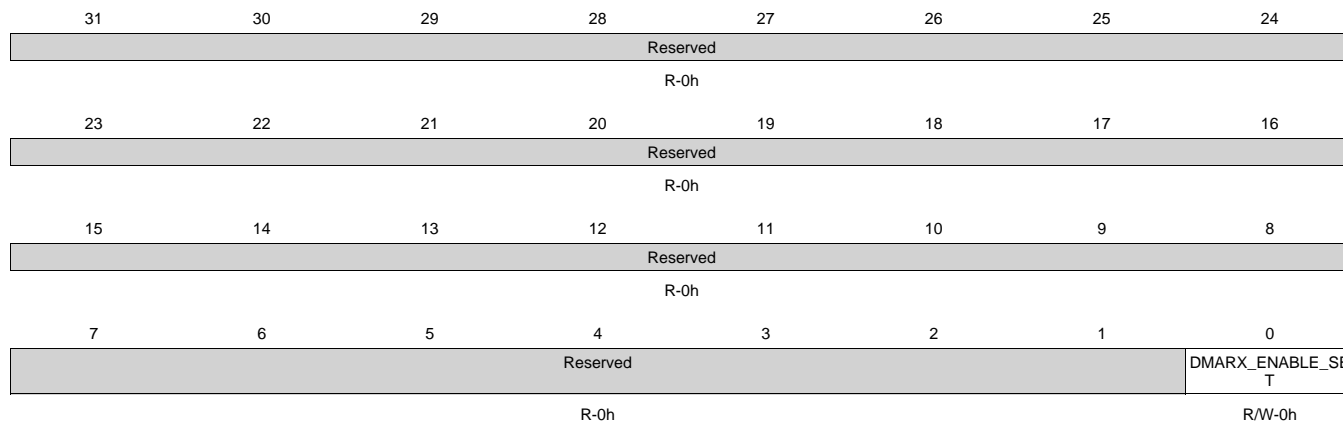 31 30 29 28 27 26 25 24
Reserved
R-0h
23 22 21 20 19 18 17 16
Reserved
R-0h
15 14 13 12 11 10 9 8
Reserved
R-0h
7 6 5 4 3 2 1 0
Reserved DMARX_ENABLE_SE
T
R-0h R/W-0h